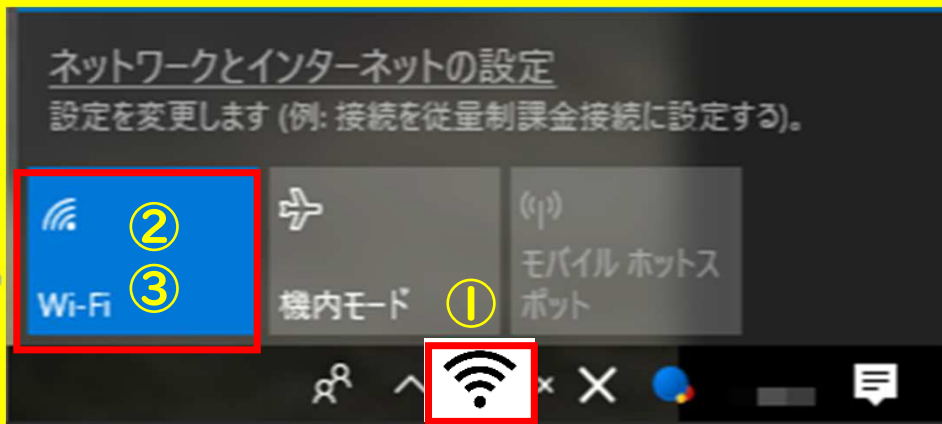 ネットワークとインターネットの設定
設定を変更します (例: 接続を従量制課金接続に設定する)。
②
③
Wi-Fi
機内モード
①
モバイル ホットス
ポット